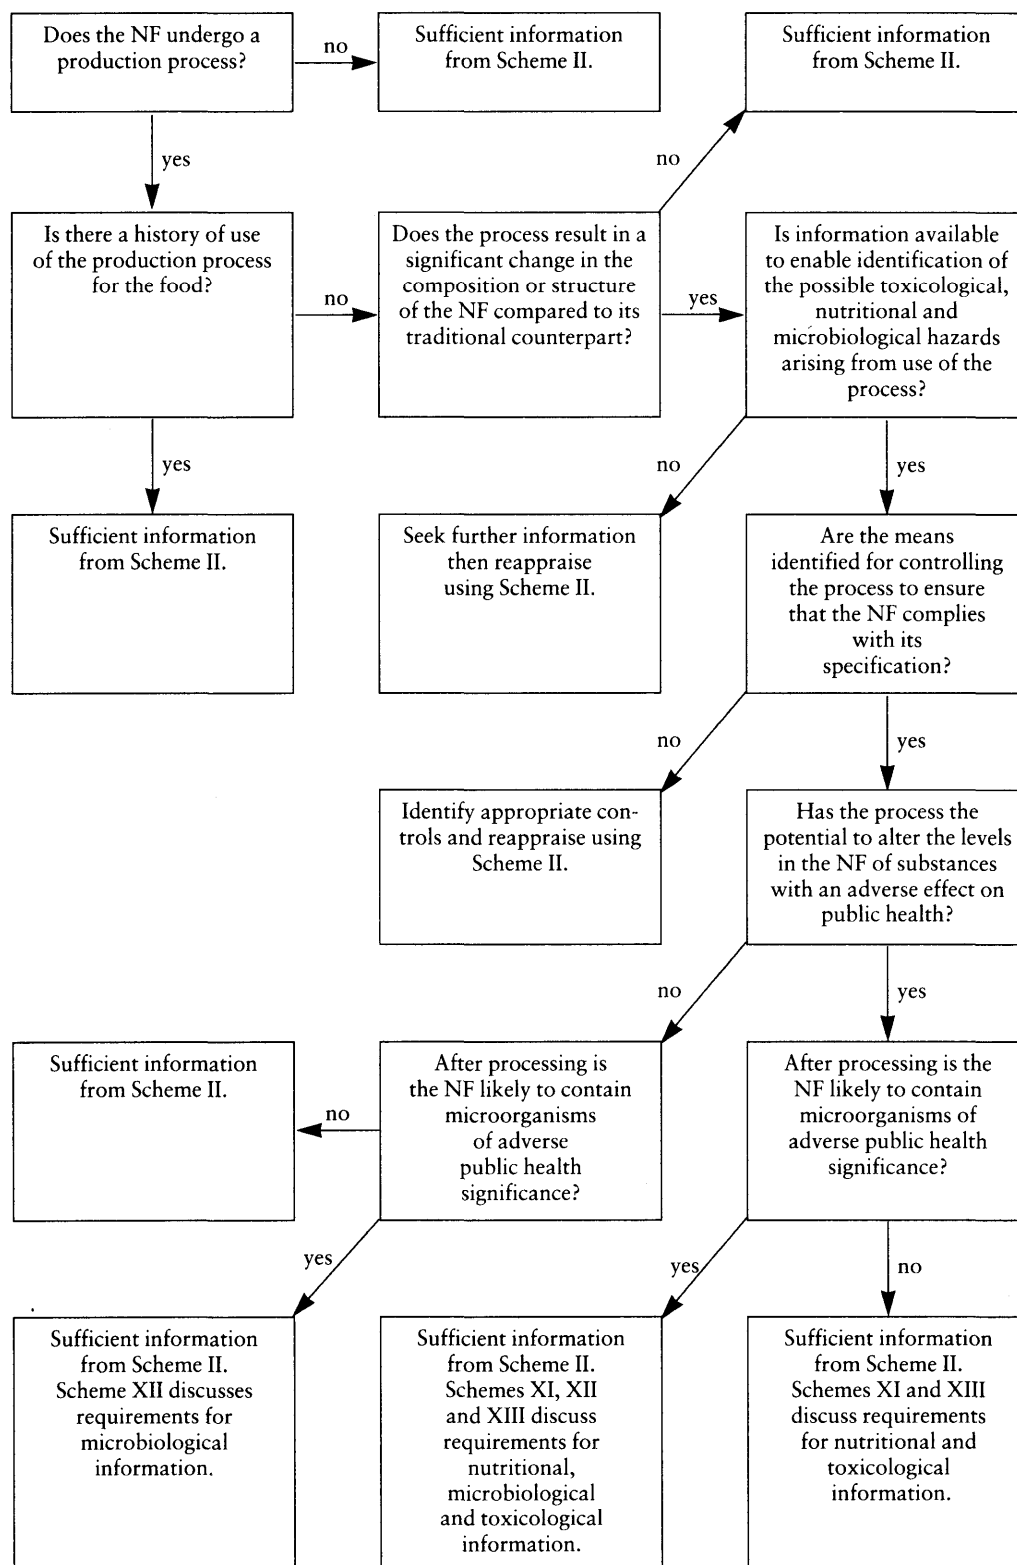 Does the NF undergo a
production process?
no
Sufficient information
from Scheme II.
Sufficient information
from Scheme II.
yes
no
Is there a history of use
of the production process
for the food?
no
Does the process result in a
significant change in the
composition or structure
of the NF compared to its
traditional counterpart?
yes
Is information available
to enable identification of
the possible toxicological,
nutritional and
microbiological hazards
arising from use of the
process?
yes
no
yes
Sufficient information
from Scheme II.
Seek further information
then reappraise
using Scheme II.
Are the means
identified for controlling
the process to ensure
that the NF complies
with its
specification?
no
yes
Identify appropriate con-
trols and reappraise using
Scheme II.
Has the process the
potential to alter the levels
in the NF of substances
with an adverse effect on
public health?
no
yes
Sufficient information
from Scheme II.
no
After processing is
the NF likely to contain
microorganisms
of adverse
public health
significance?
After processing is the
NF likely to contain
microorganisms of
adverse public health
significance?
yes
yes
no
Sufficient information
from Scheme II.
Scheme XII discusses
requirements for
microbiological
information.
Sufficient information
from Scheme II.
Schemes XI, XII
and XIII discuss
requirements for
nutritional,
microbiological
and toxicological
information.
Sufficient information
from Scheme II.
Schemes XI and XIII
discuss requirements
for nutritional and
toxicological
information.